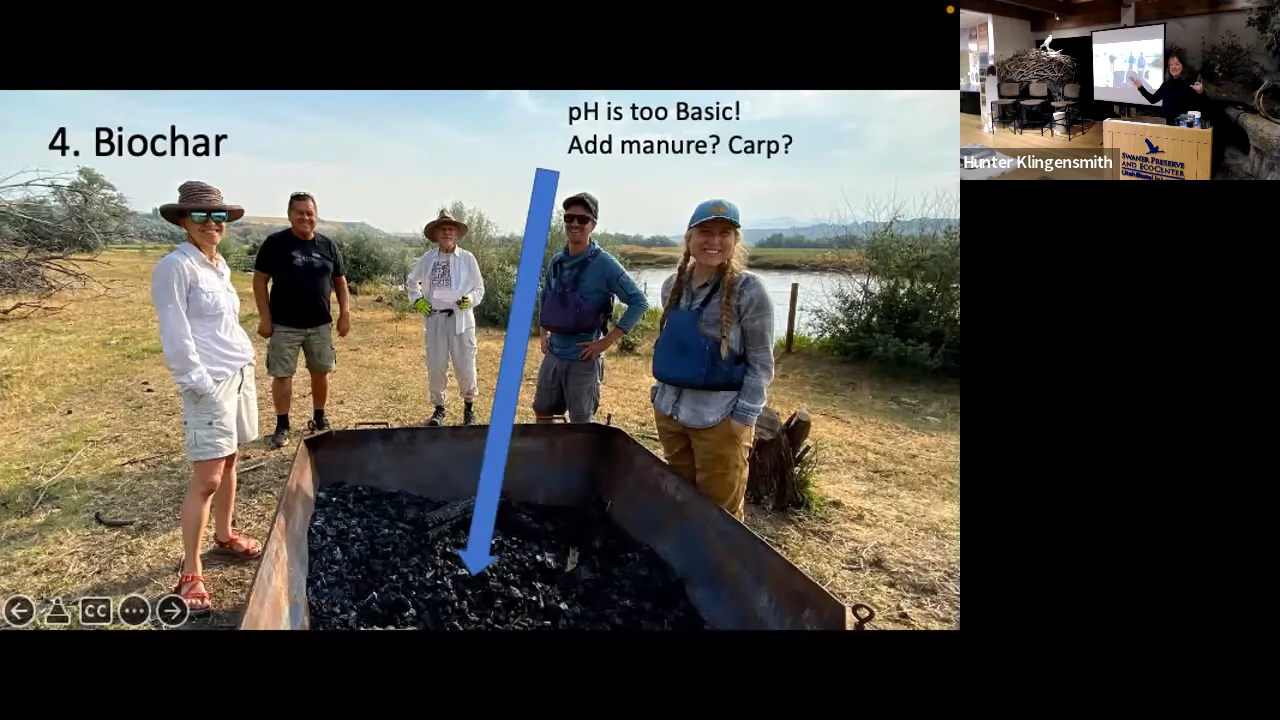 4. Biochar
pH is too Basic!
Add manure? Carp?
Hunter Klingensmith
SWANER PRESERVE
AND ECOCENTER
CC